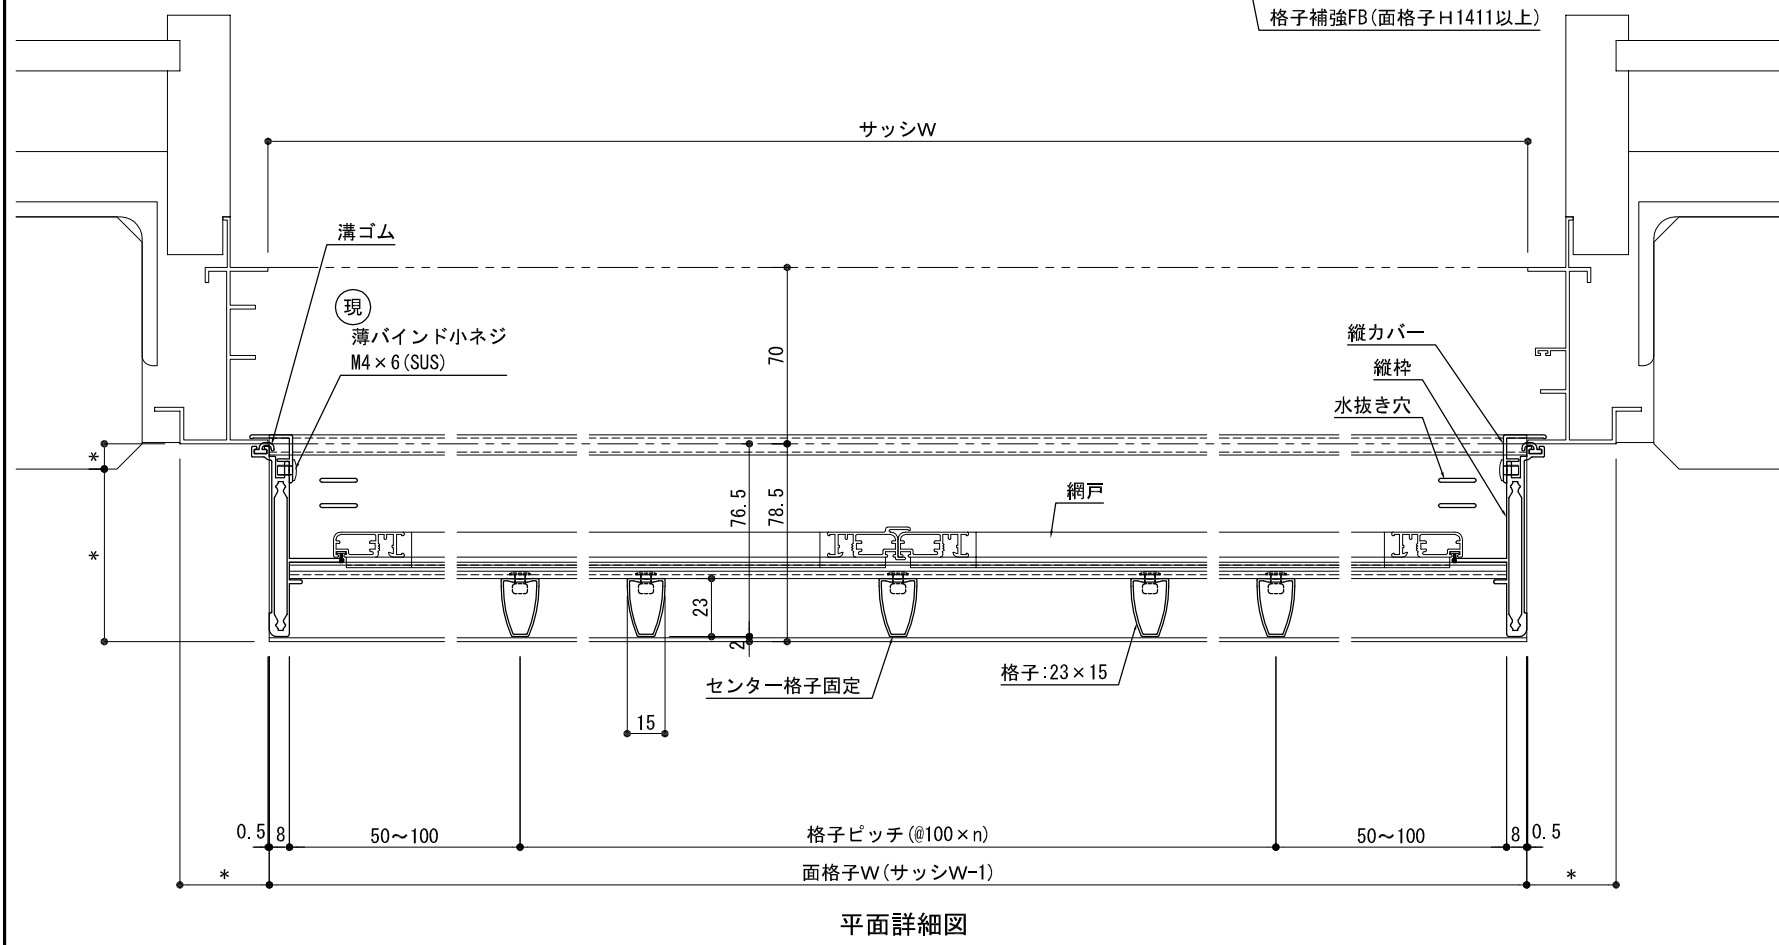 格子補強FB(面格子H1411以上)
サッシW
溝ゴム
現
薄バインド小ネジ
M4×6(SUS)
70
縦カバー
縦枠
水抜き穴
*
*
76.5
78.5
網戸
23
2
センター格子固定
格子:23×15
15
0.5
8
50～100
格子ピッチ(@100×n)
50～100
8
0.5
*
面格子W(サッシW-1)
*
平面詳細図